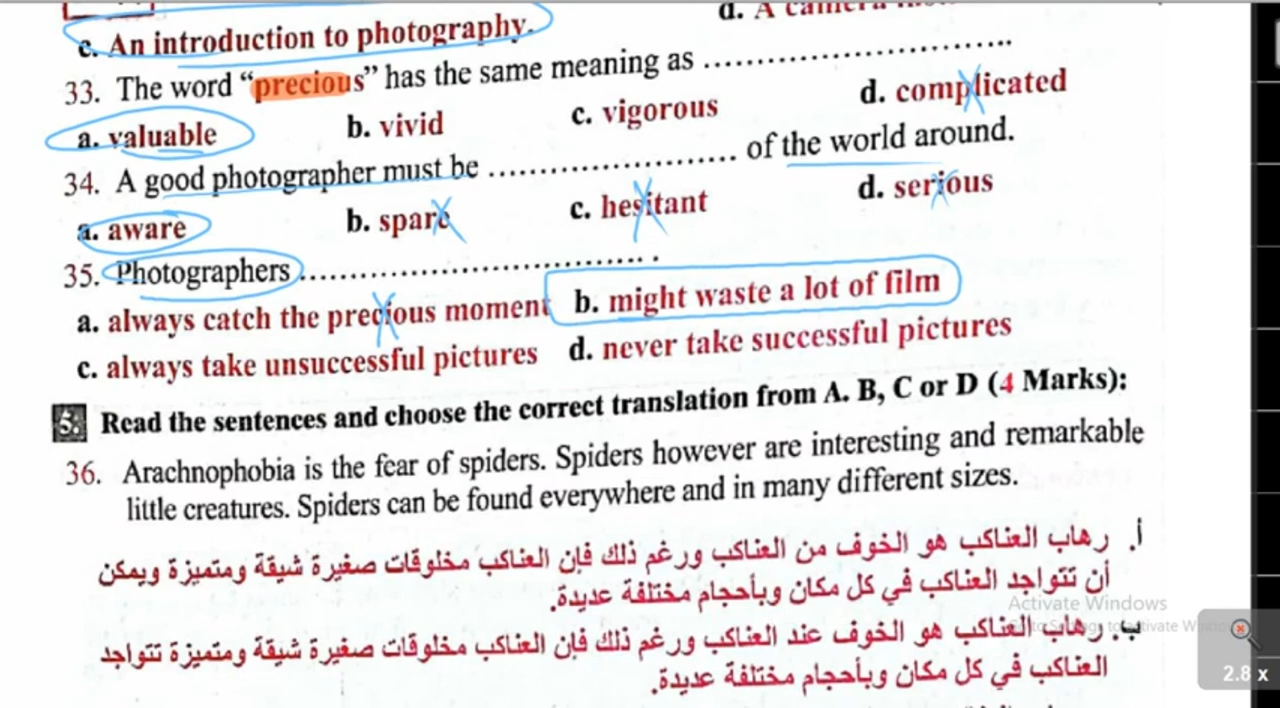 c. An introduction to photography.
d. A camera
33. The word “precious” has the same meaning as ..............................
a. valuable b. vivid c. vigorous d. complicated
34. A good photographer must be .............................. of the world around.
a. aware b. spare c. hesitant d. serious
35. Photographers ..............................
a. always catch the precious moment b. might waste a lot of film
c. always take unsuccessful pictures d. never take successful pictures
5. Read the sentences and choose the correct translation from A. B, C or D (4 Marks):
36. Arachnophobia is the fear of spiders. Spiders however are interesting and remarkable
little creatures. Spiders can be found everywhere and in many different sizes.
أ. رهاب العناكب هو الخوف من العناكب ورغم ذلك فإن العناكب مخلوقات صغيرة شيقة ومتميزة ويمكن
أن تتواجد العناكب في كل مكان وبأحجام مختلفة عديدة.
Activate Windows
ب. رهاب العناكب هو الخوف عند العناكب ورغم ذلك فإن العناكب مخلوقات صغيرة شيقة ومتميزة تتواجد
العناكب في كل مكان وبأحجام مختلفة عديدة.
2.8 x